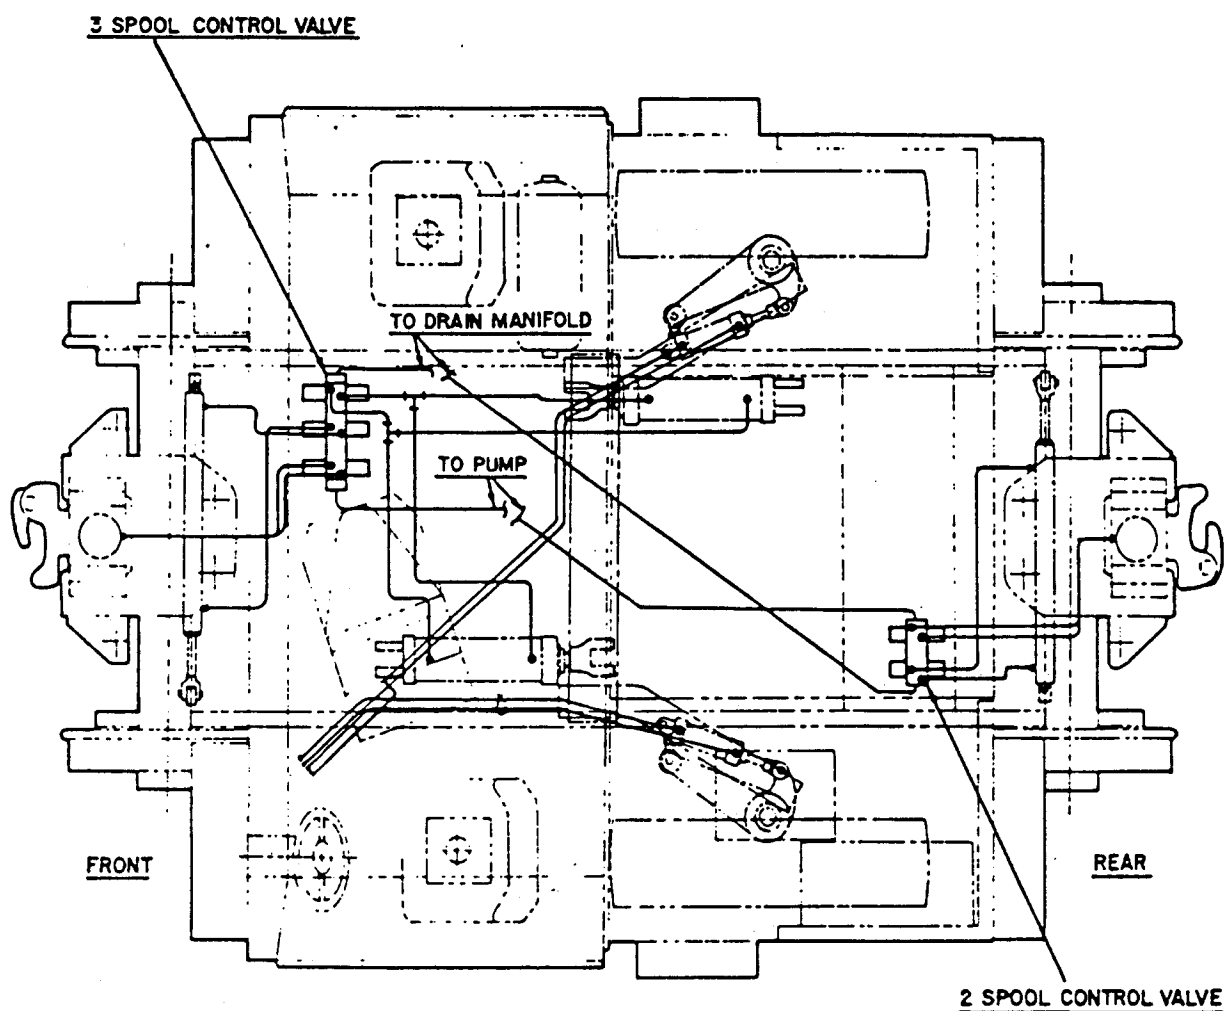 3 SPOOL CONTROL VALVE
TO DRAIN MANIFOLD
TO PUMP
FRONT
REAR
2 SPOOL CONTROL VALVE